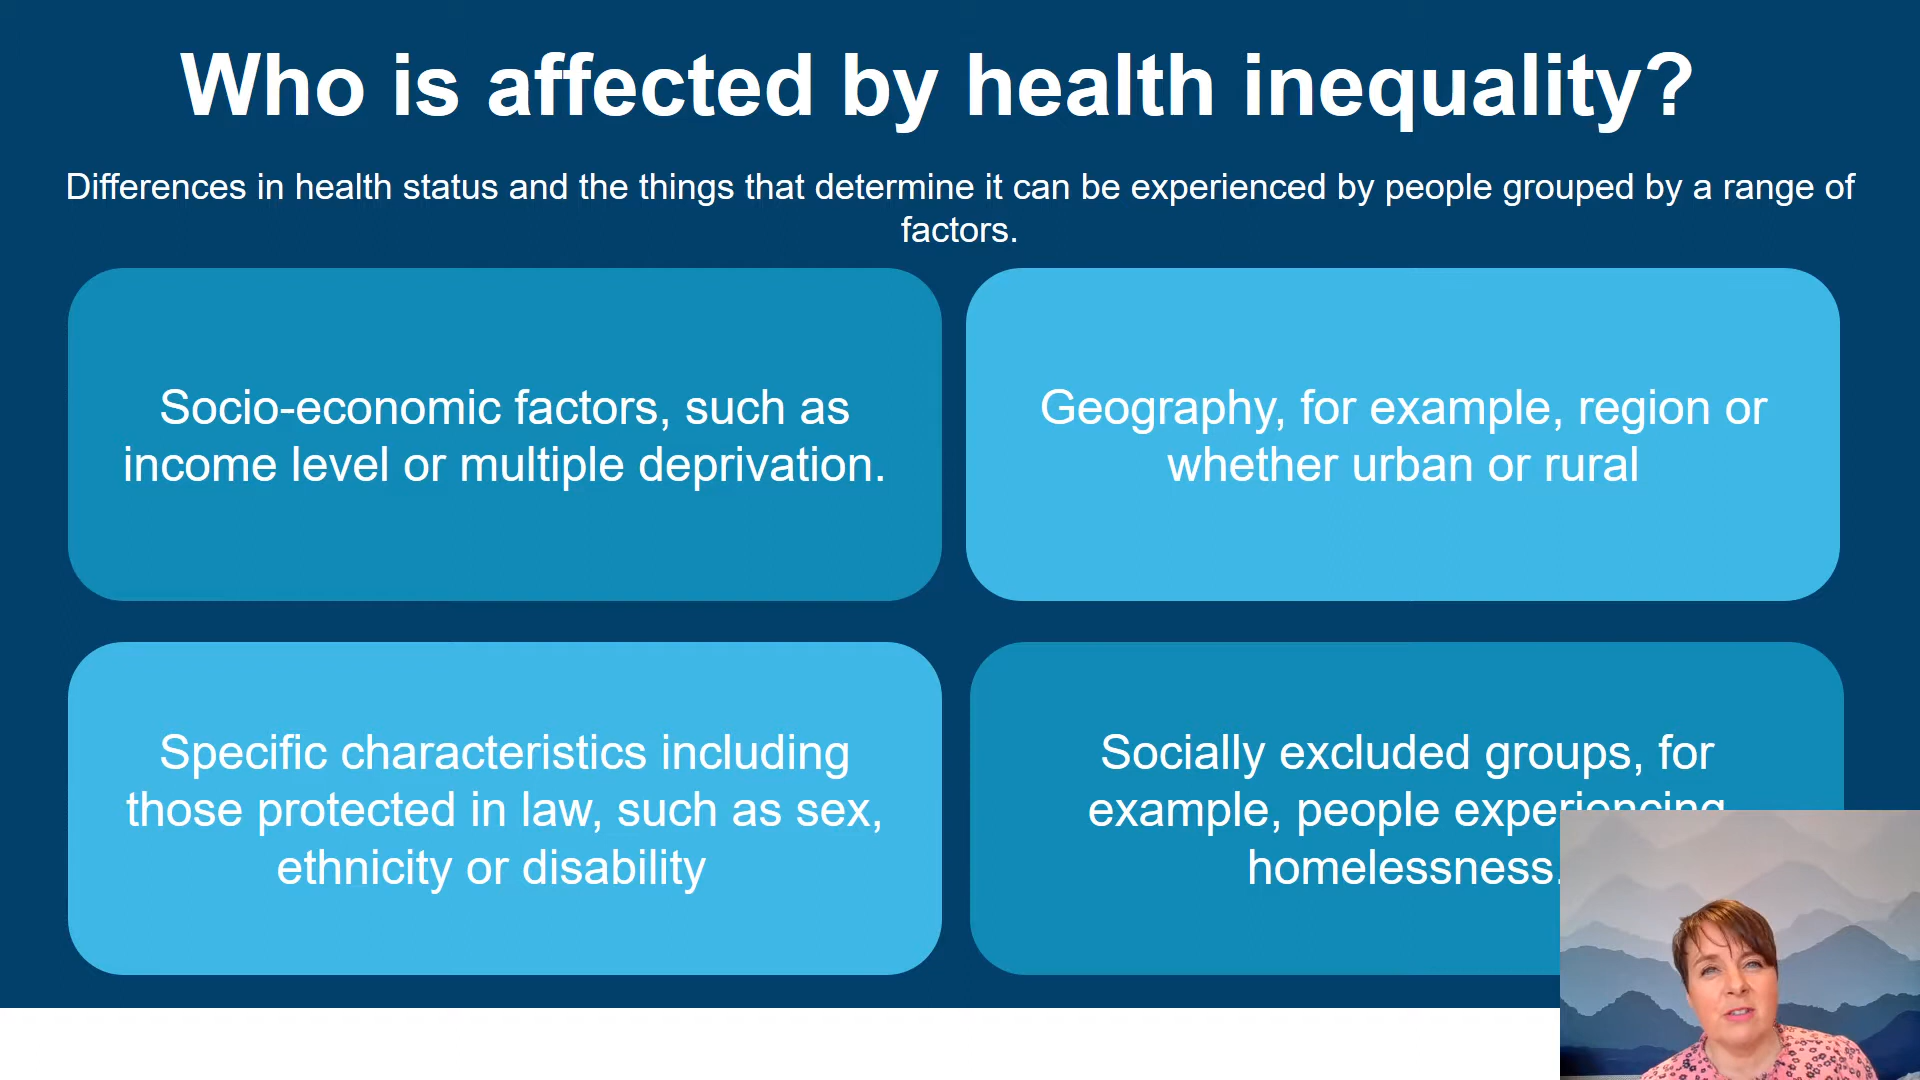 Who is affected by health inequality?
Differences in health status and the things that determine it can be experienced by people grouped by a range of
factors.
Socio-economic factors, such as
income level or multiple deprivation.
Geography, for example, region or
whether urban or rural
Specific characteristics including
those protected in law, such as sex,
ethnicity or disability
Socially excluded groups, for
example, people experiencing
homelessness.